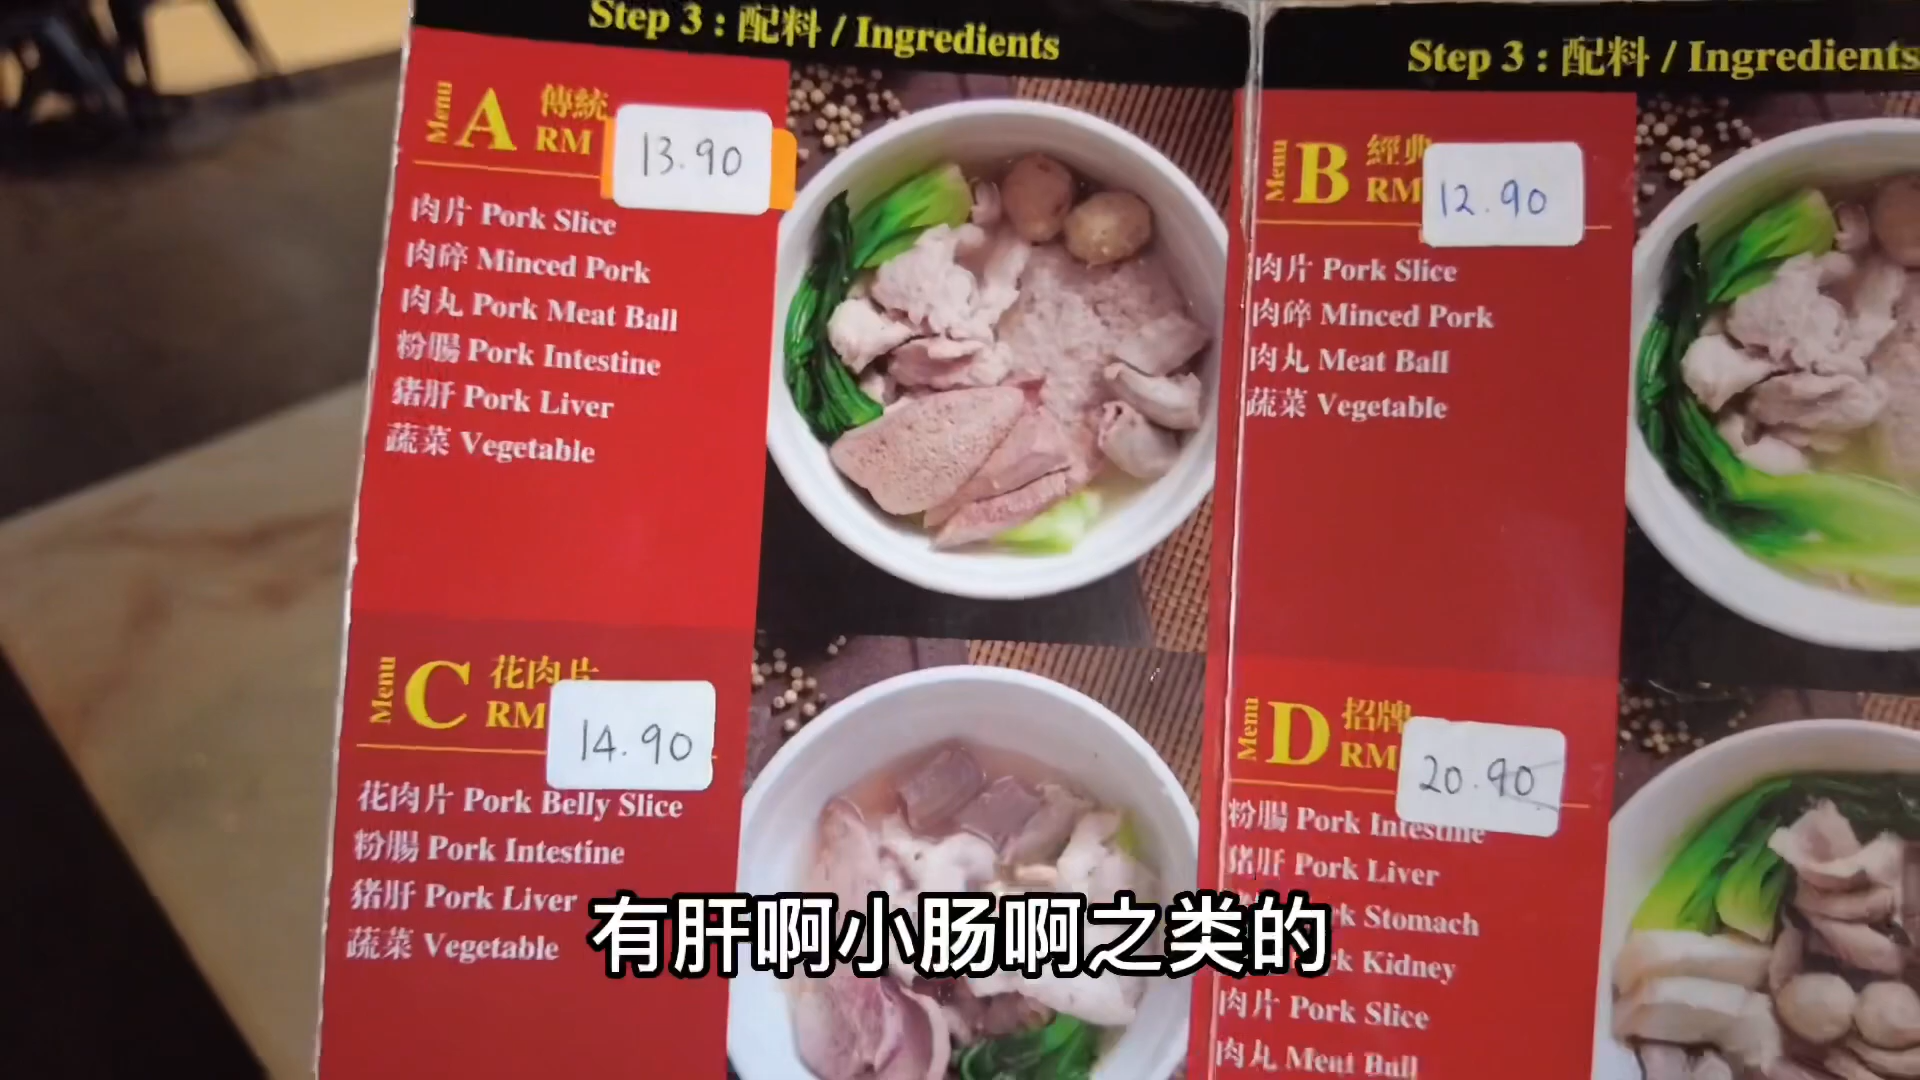 Step 3 : 配料 / Ingredients
Menu A 傳統
RM 13.90
肉片 Pork Slice
肉碎 Minced Pork
肉丸 Pork Meat Ball
粉腸 Pork Intestine
猪肝 Pork Liver
蔬菜 Vegetable
Step 3 : 配料 / Ingredients
Menu B 經典
RM 12.90
肉片 Pork Slice
肉碎 Minced Pork
肉丸 Meat Ball
蔬菜 Vegetable
Menu C 花肉片
RM 14.90
花肉片 Pork Belly Slice
粉腸 Pork Intestine
猪肝 Pork Liver
蔬菜 Vegetable
Menu D 招牌
RM 20.90
粉腸 Pork Intestine
猪肝 Pork Liver
Stomach
Kidney
肉片 Pork Slice
肉丸 Meat Ball
有肝啊小肠啊之类的